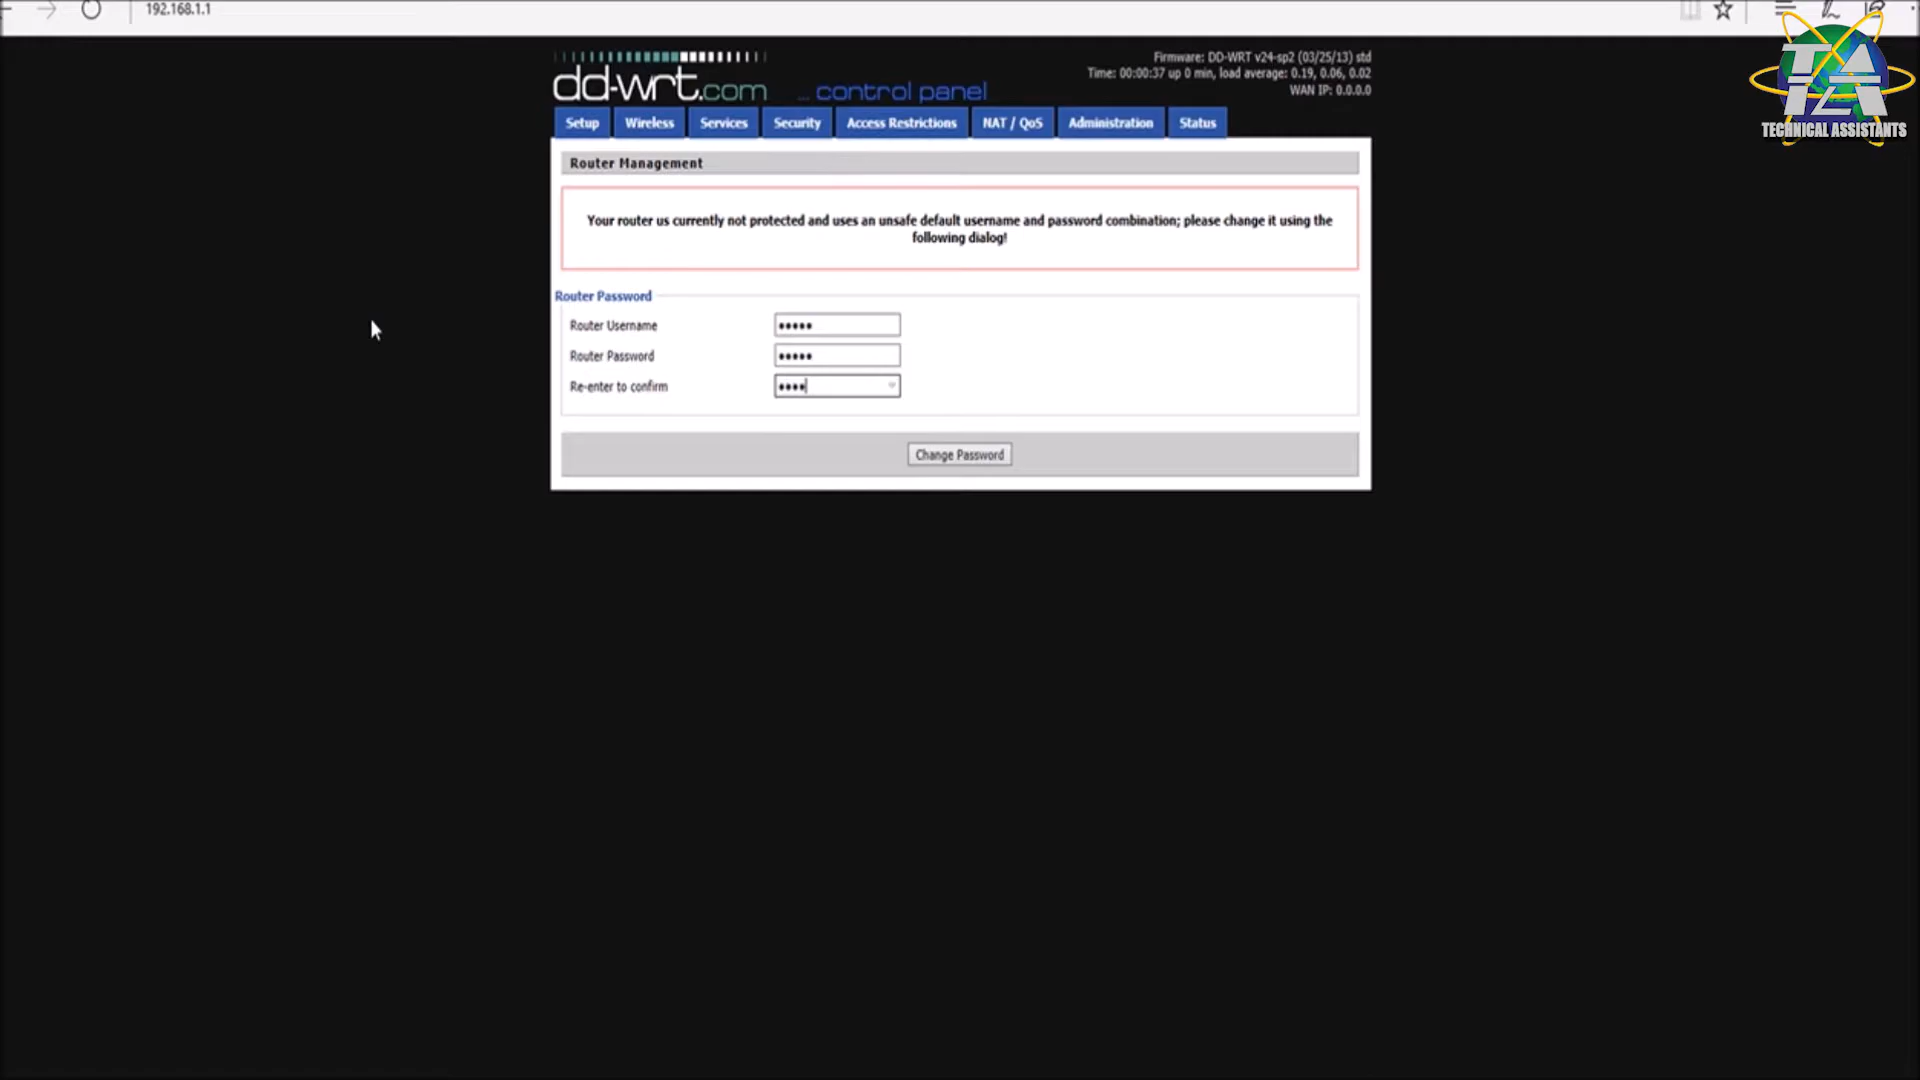 192.168.1.1
dd-wrt.com ... control panel
Firmware: DD-WRT v24-sp2 (03/25/13) std
Time: 00:00:37 up 0 min, load average: 0.19, 0.06, 0.02
WAN IP: 0.0.0.0
TA
TECHNICAL ASSISTANTS
Setup Wireless Services Security Access Restrictions NAT / QoS Administration Status
Router Management
Your router us currently not protected and uses an unsafe default username and password combination; please change it using the
following dialog!
Router Password
Router Username •••••
Router Password •••••
Re-enter to confirm ••••
Change Password